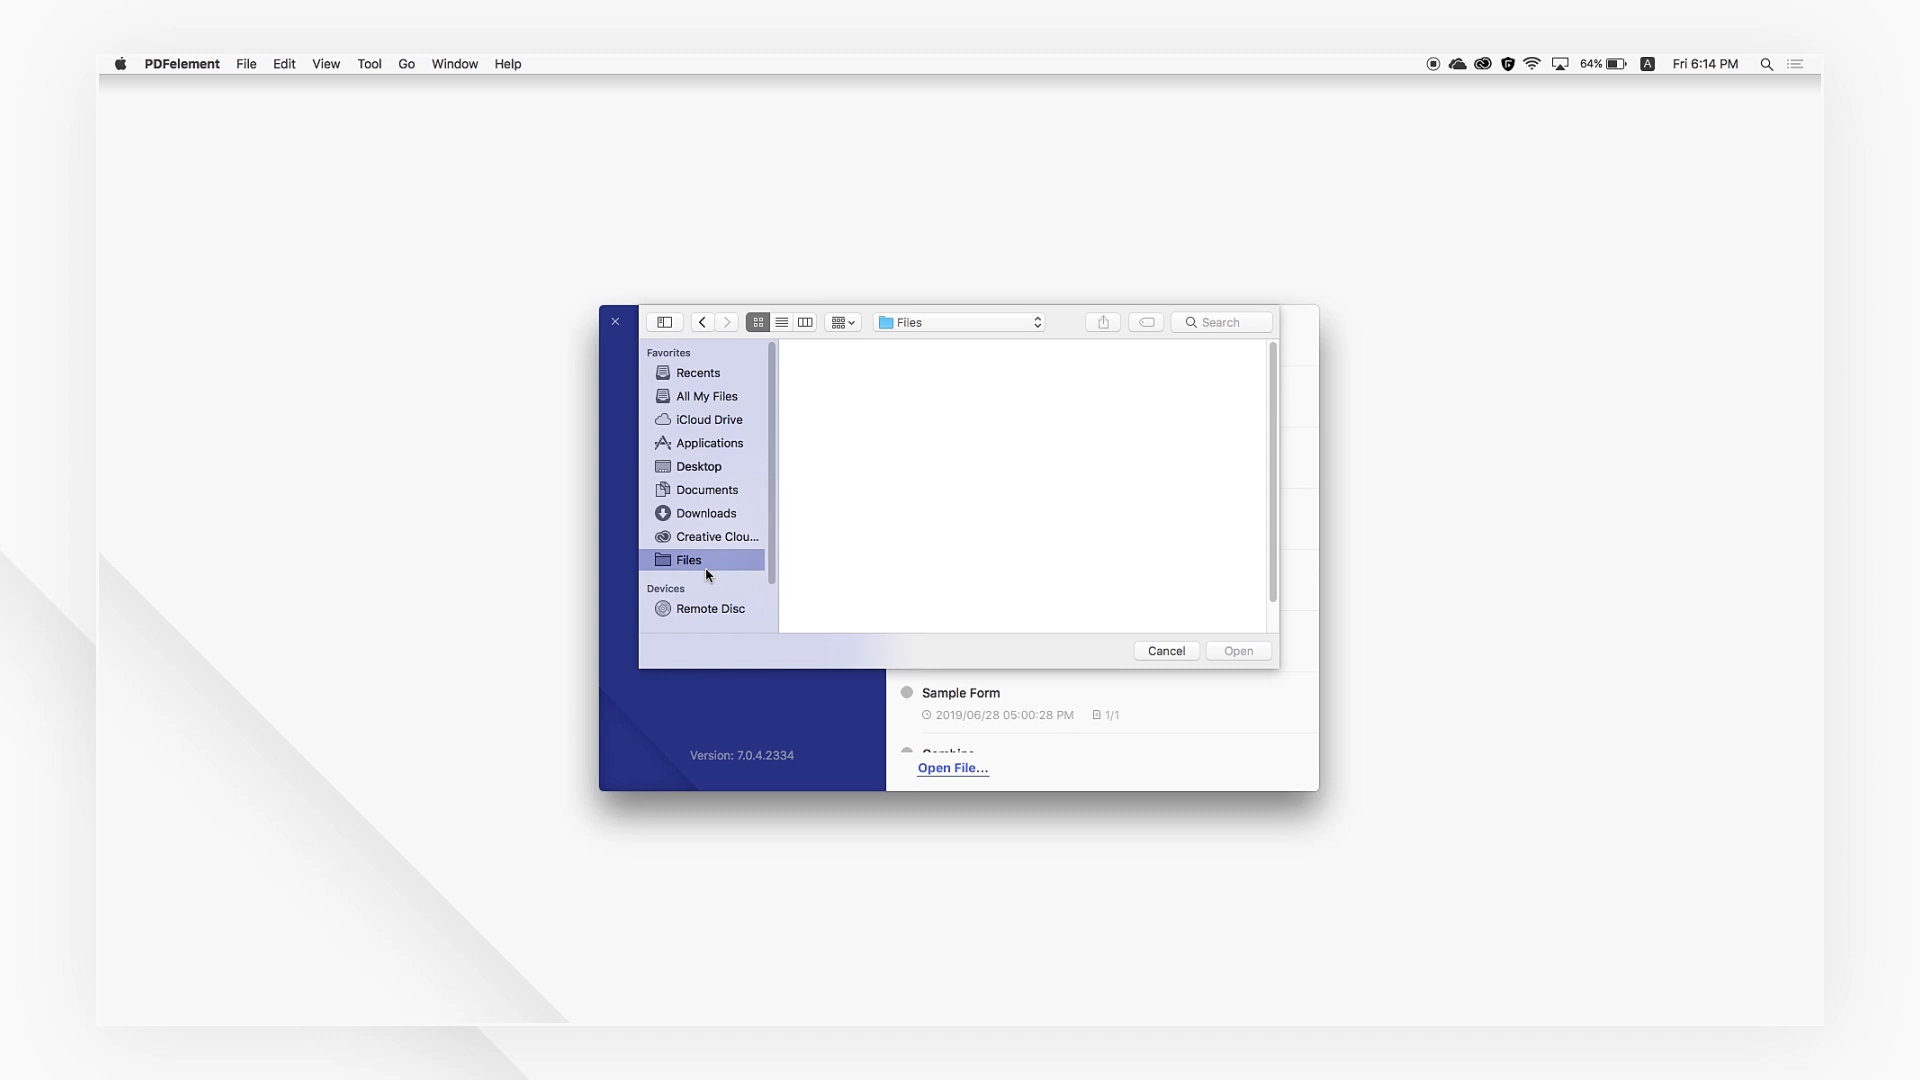 PDFelement File Edit View Tool Go Window Help 64% A Fri 6:14 PM
Files Search
Favorites
Recents
All My Files
iCloud Drive
Applications
Desktop
Documents
Downloads
Creative Clou...
Files
Devices
Remote Disc
Cancel Open
Sample Form
2019/06/28 05:00:28 PM 1/1
Version: 7.0.4.2334
Open File...